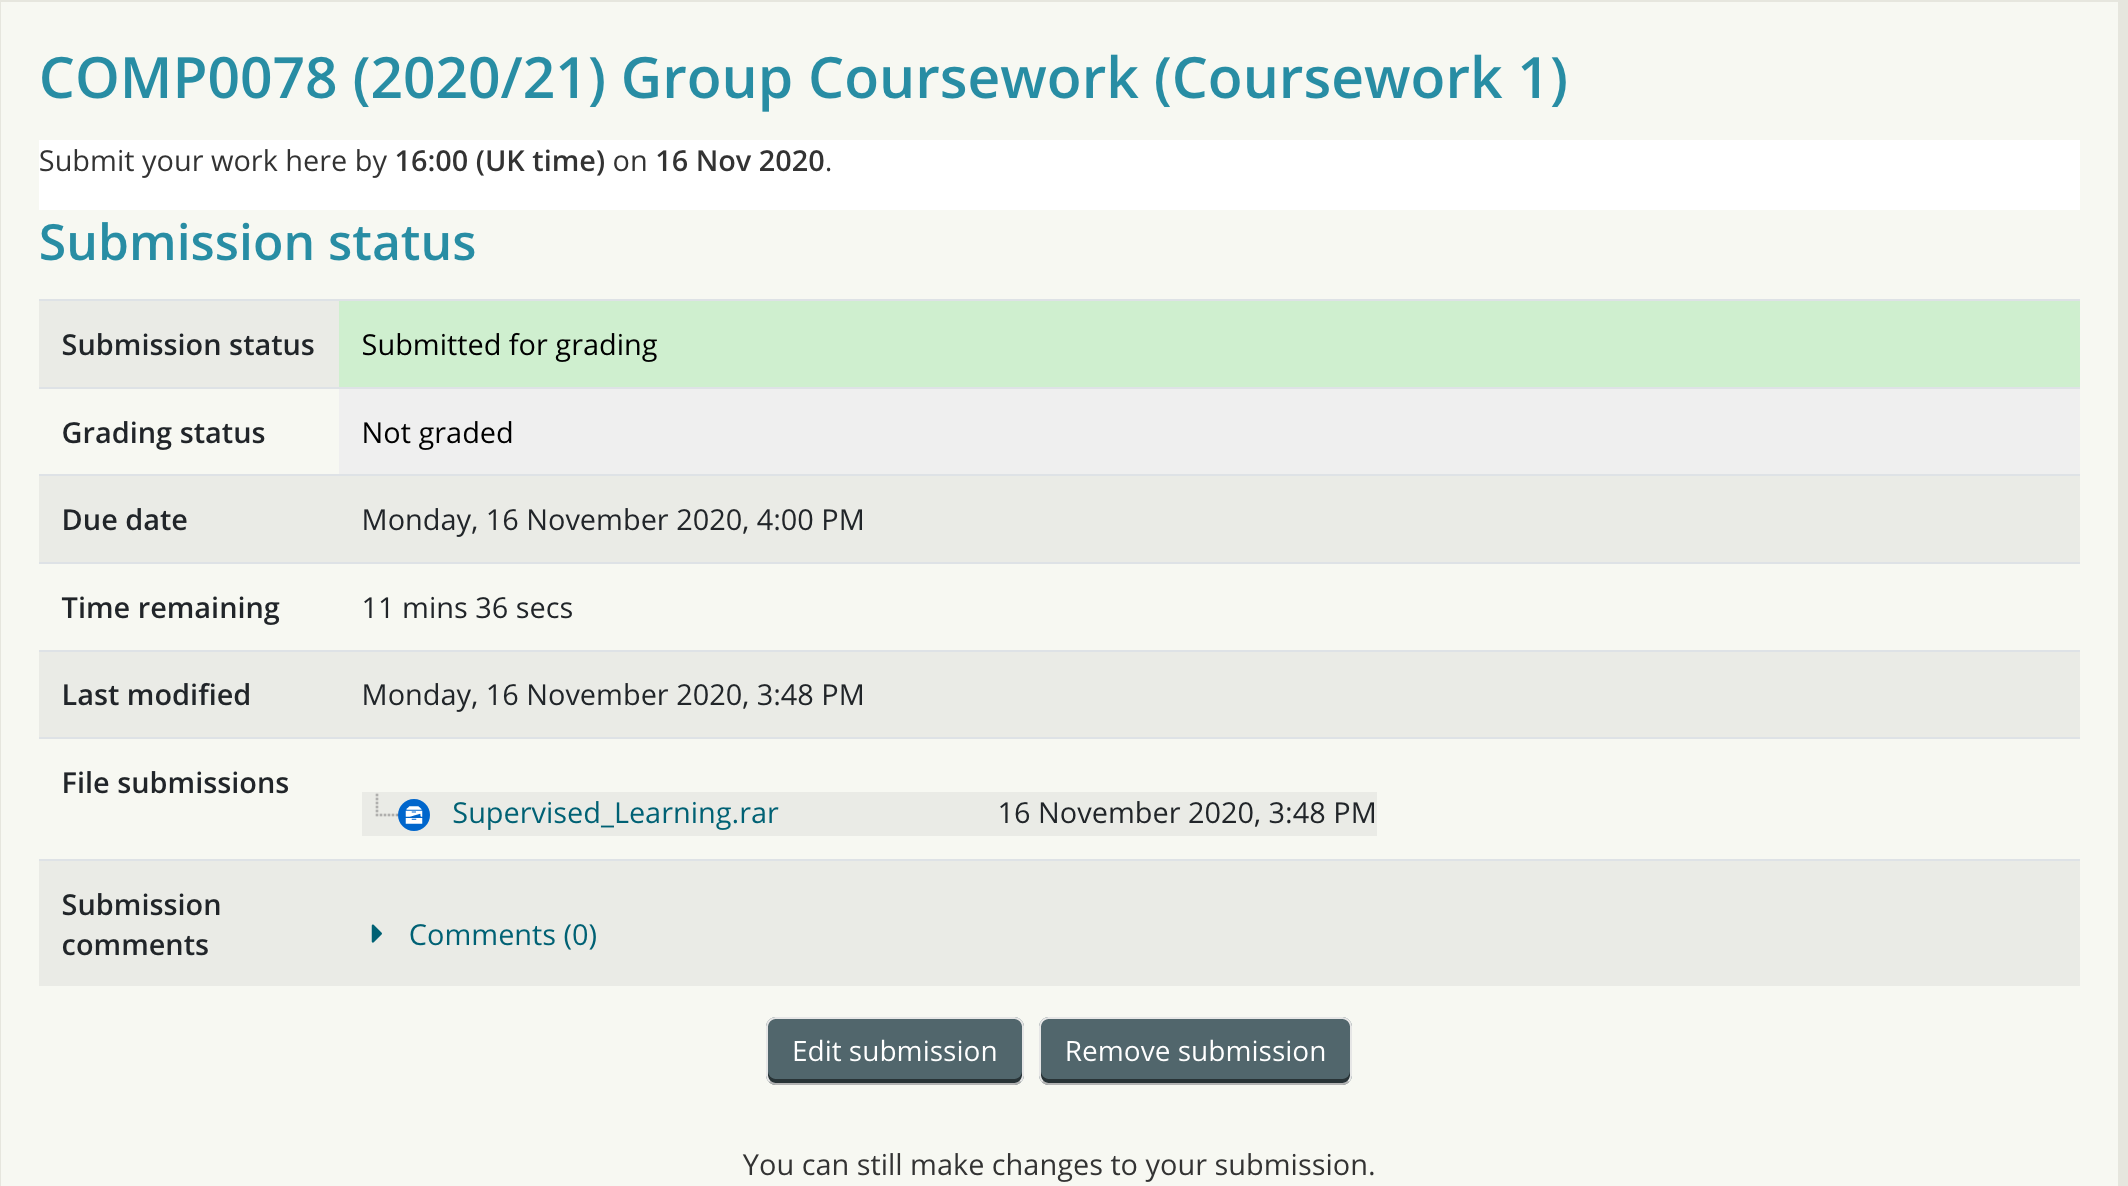 COMP0078 (2020/21) Group Coursework (Coursework 1)
Submit your work here by 16:00 (UK time) on 16 Nov 2020.
Submission status
Submission status Submitted for grading
Grading status Not graded
Due date Monday, 16 November 2020, 4:00 PM
Time remaining 11 mins 36 secs
Last modified Monday, 16 November 2020, 3:48 PM
File submissions
Supervised_Learning.rar 16 November 2020, 3:48 PM
Submission
comments
Comments (0)
Edit submission Remove submission
You can still make changes to your submission.